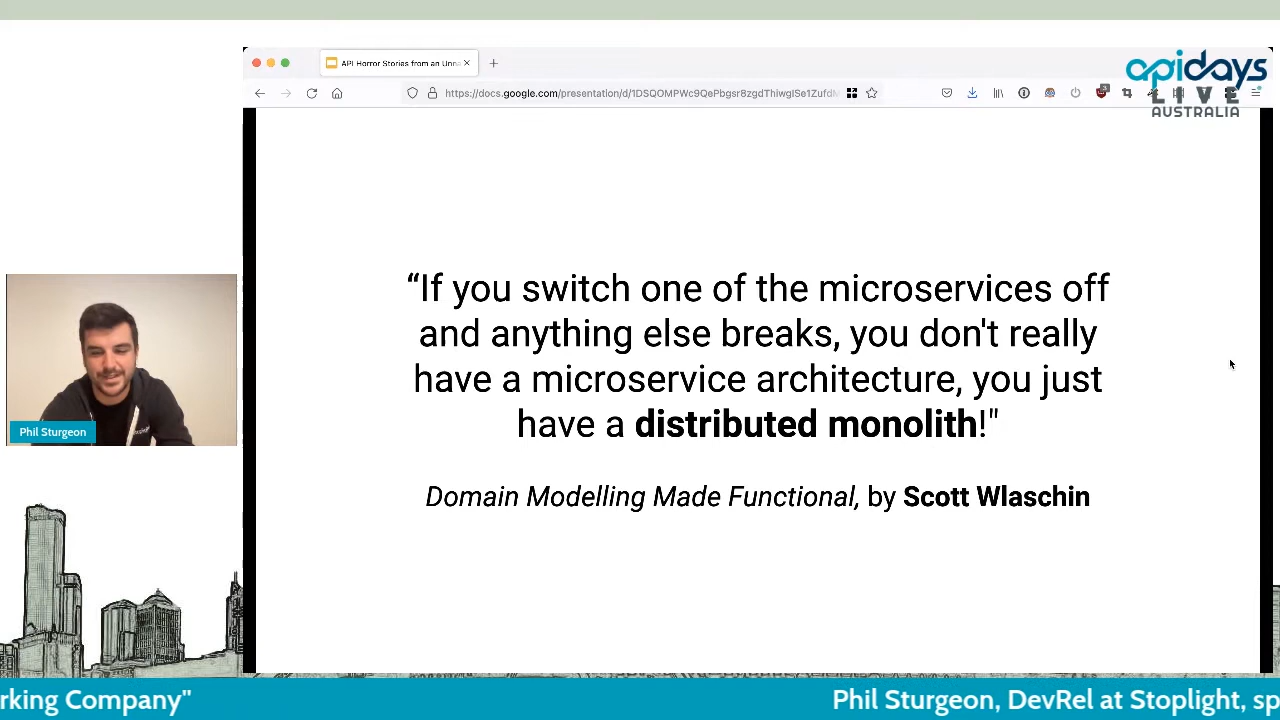 API Horror Stories from an Unna
https://docs.google.com/presentation/d/1DSQOMPWc9QePbgsr8zgdThiwgISe1ZufdM
apidays
LIVE
AUSTRALIA
“If you switch one of the microservices off
and anything else breaks, you don't really
have a microservice architecture, you just
have a distributed monolith!"
Domain Modelling Made Functional, by Scott Wlaschin
Phil Sturgeon
rking Company"
Phil Sturgeon, DevRel at Stoplight, sp